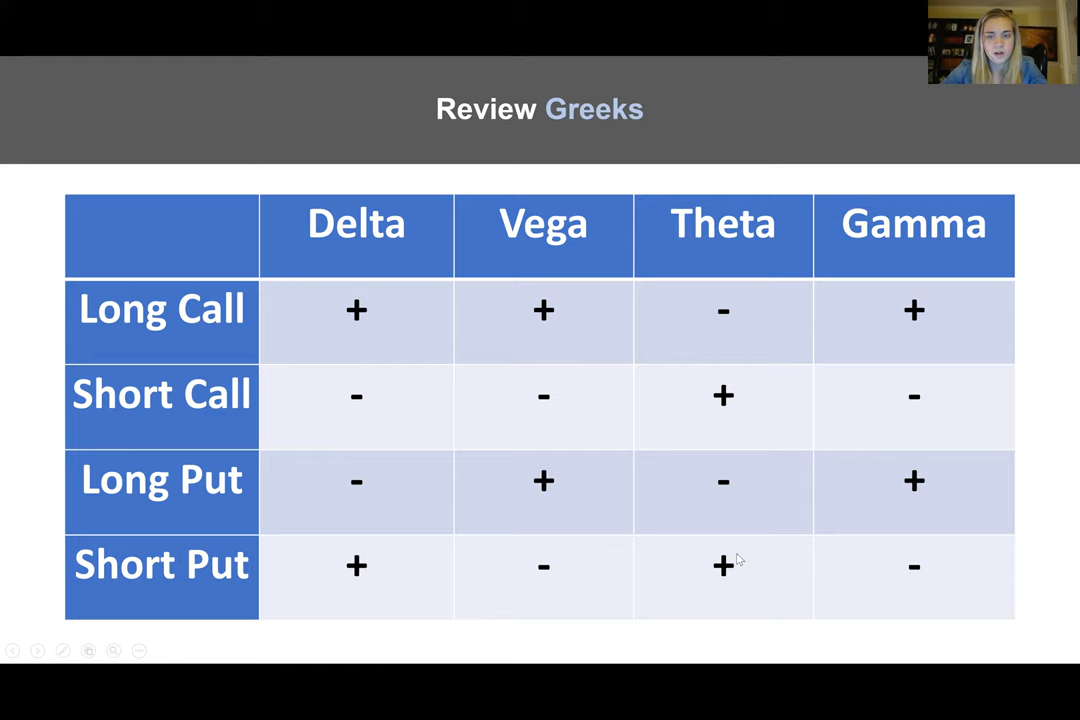 Review Greeks
Delta Vega Theta Gamma
Long Call + + - +
Short Call - - + -
Long Put - + - +
Short Put + - + -